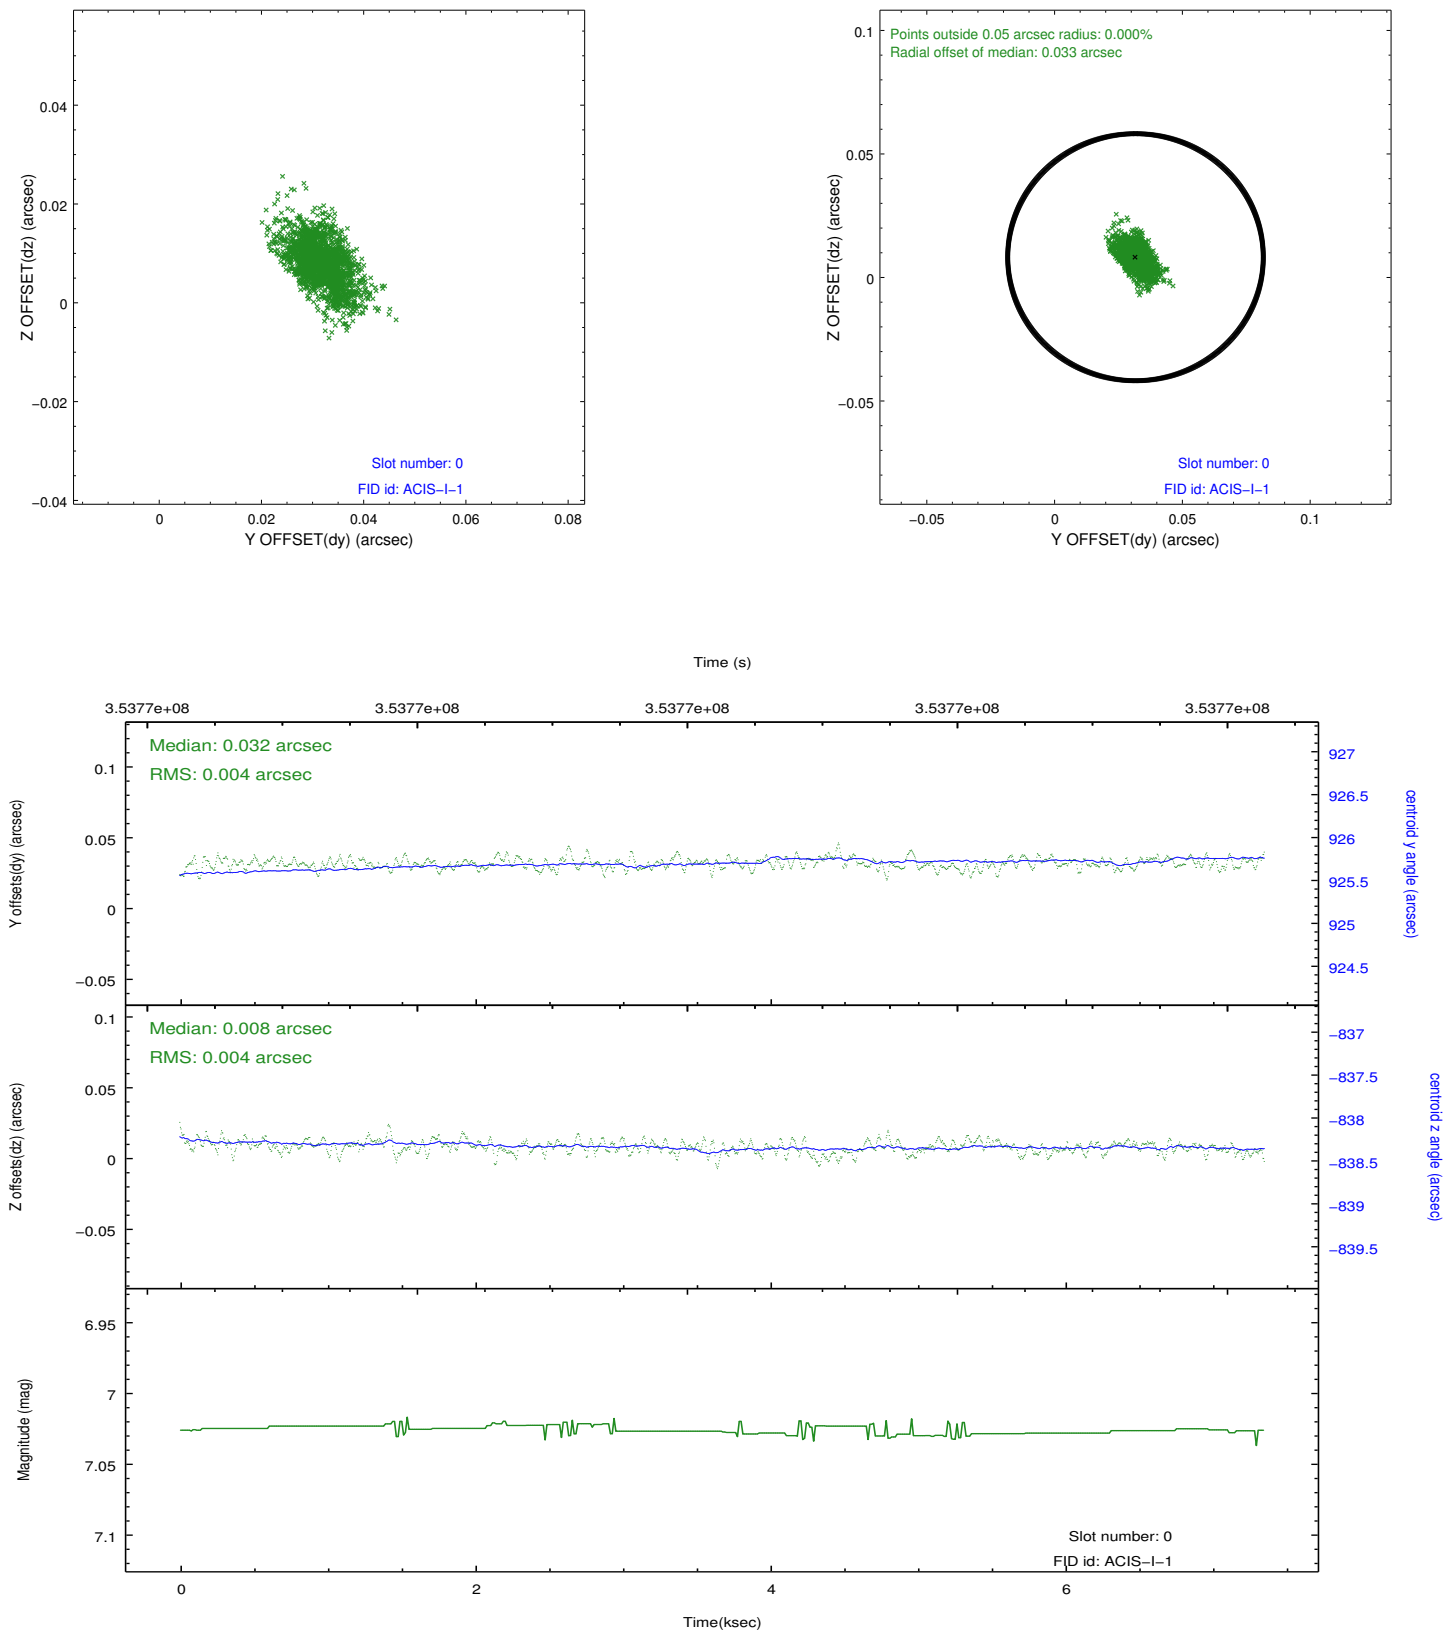 0.04
0.02
0
−0.02
−0.04
Z OFFSET(dz) (arcsec)
Slot number: 0
FID id: ACIS−I−1
0
0.02
0.04
0.06
0.08
Y OFFSET(dy) (arcsec)
Points outside 0.05 arcsec radius: 0.000%
Radial offset of median: 0.033 arcsec
0.1
0.05
0
−0.05
Z OFFSET(dz) (arcsec)
Slot number: 0
FID id: ACIS−I−1
−0.05
0
0.05
0.1
Y OFFSET(dy) (arcsec)
Time (s)
3.5377e+08
3.5377e+08
3.5377e+08
3.5377e+08
3.5377e+08
Median: 0.032 arcsec
RMS: 0.004 arcsec
0.1
0.05
0
−0.05
Y offsets(dy) (arcsec)
927
926.5
926
925.5
925
924.5
centroid y angle (arcsec)
Median: 0.008 arcsec
RMS: 0.004 arcsec
0.1
0.05
0
−0.05
Z offsets(dz) (arcsec)
−837
−837.5
−838
−838.5
−839
−839.5
centroid z angle (arcsec)
6.95
7
7.05
7.1
Magnitude (mag)
Slot number: 0
FID id: ACIS−I−1
0
2
4
6
Time(ksec)